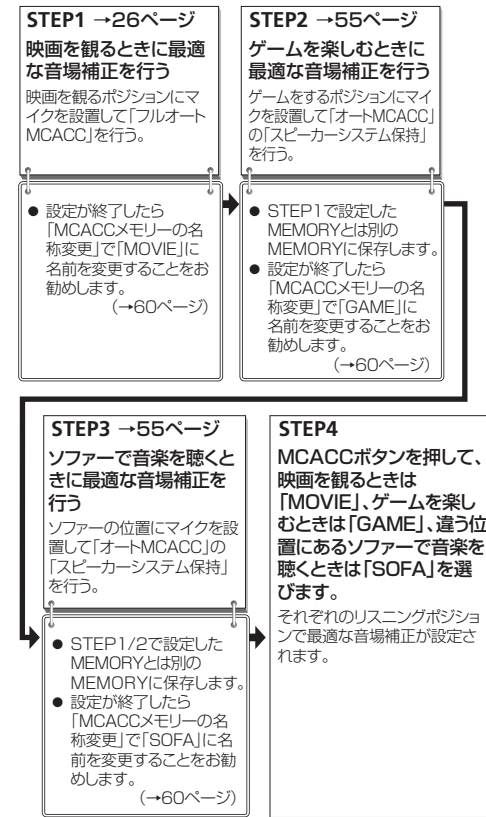 STEP1 →26ページ
映画を観るときに最適
な音場補正を行う
映画を観るポジションにマ
イクを設置して「フルオート
MCACC」を行う。
● 設定が終了したら
「MCACCメモリーの名
称変更」で「MOVIE」に
名前を変更することをお
勧めします。
(→60ページ)
STEP2 →55ページ
ゲームを楽しむときに
最適な音場補正を行う
ゲームをするポジションにマイ
クを設置して「オートMCACC」
の「スピーカーシステム保持」
を行う。
● STEP1で設定した
MEMORYとは別の
MEMORYに保存します。
● 設定が終了したら
「MCACCメモリーの名
称変更」で「GAME」に
名前を変更することをお
勧めします。
(→60ページ)
STEP3 →55ページ
ソファーで音楽を聴くと
きに最適な音場補正を
行う
ソファーの位置にマイクを設
置して「オートMCACC」の
「スピーカーシステム保持」
を行う。
● STEP1/2で設定した
MEMORYとは別の
MEMORYに保存します。
● 設定が終了したら
「MCACCメモリーの名
称変更」で「SOFA」に名
前を変更することをお勧
めします。
(→60ページ)
STEP4
MCACCボタンを押して、
映画を観るときは
「MOVIE」、ゲームを楽し
むときは「GAME」、違う位
置にあるソファーで音楽を
聴くときは「SOFA」を選
びます。
それぞれのリスニングポジショ
ンで最適な音場補正が設定さ
れます。